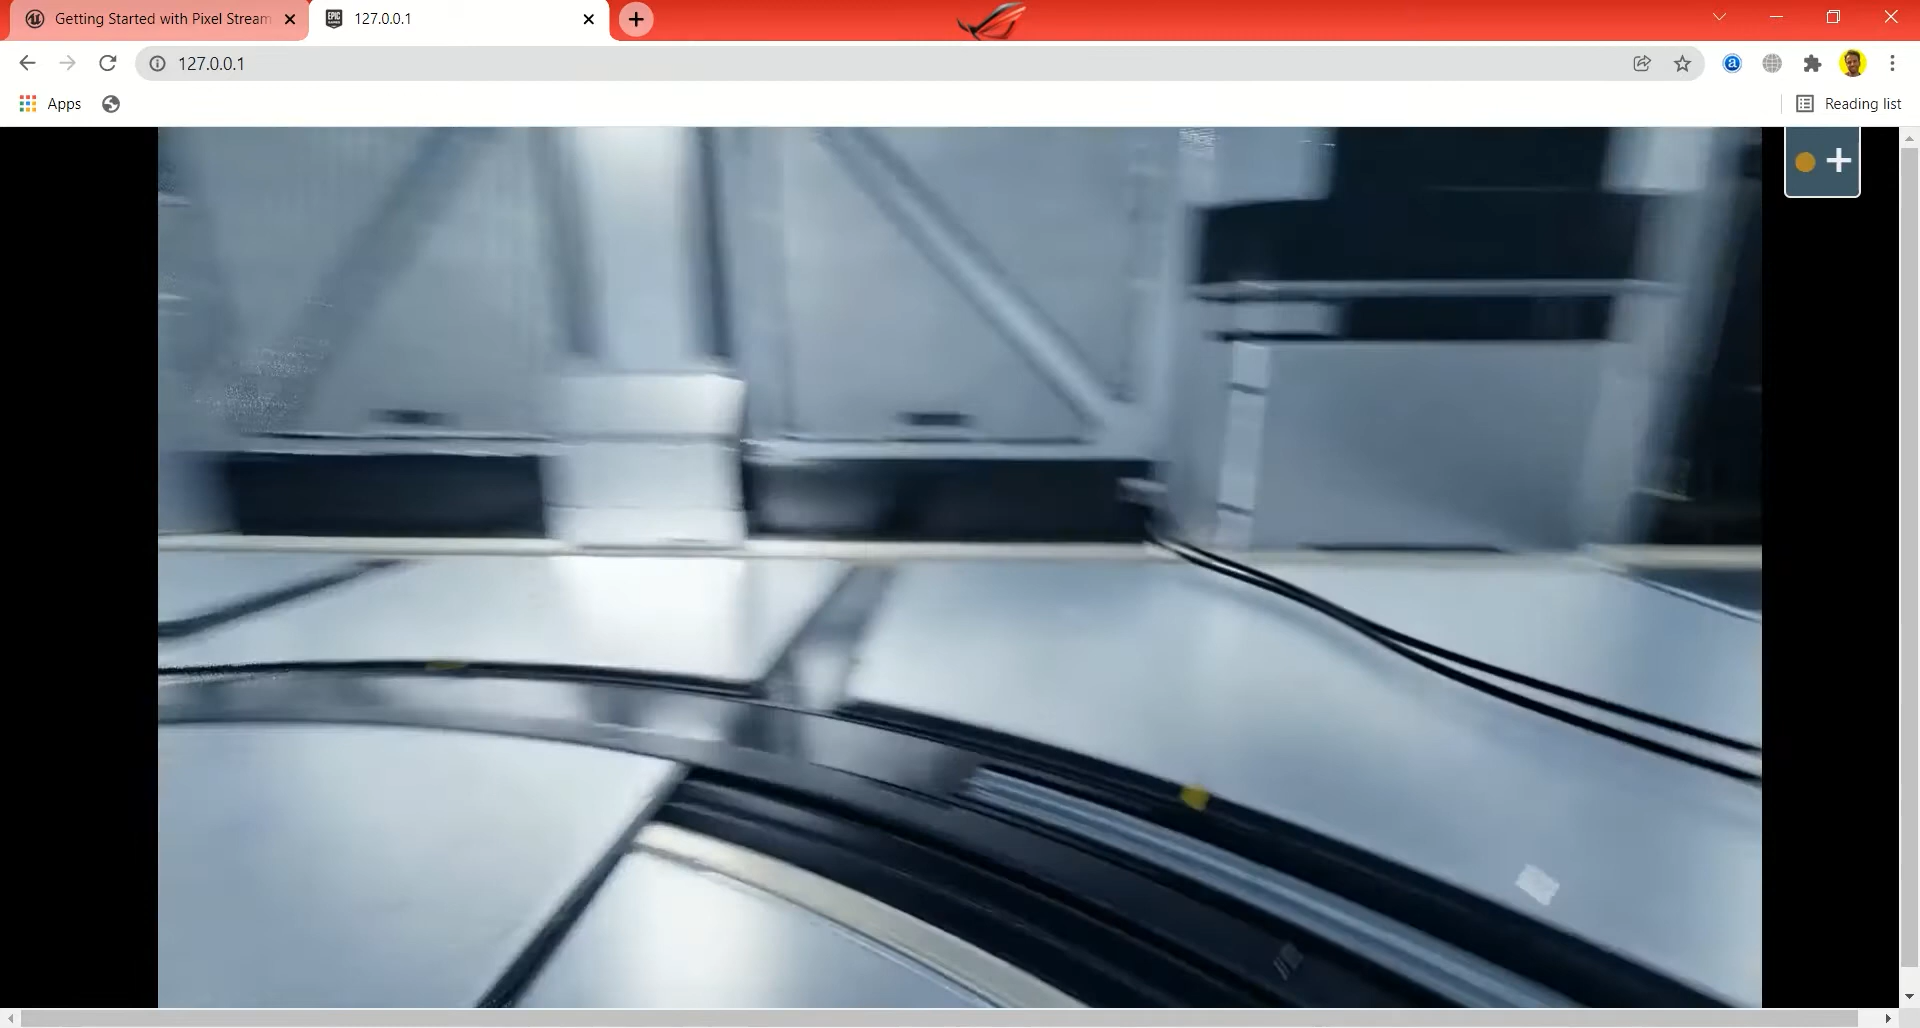 Getting Started with Pixel Stream
127.0.0.1
127.0.0.1
Apps
Reading list